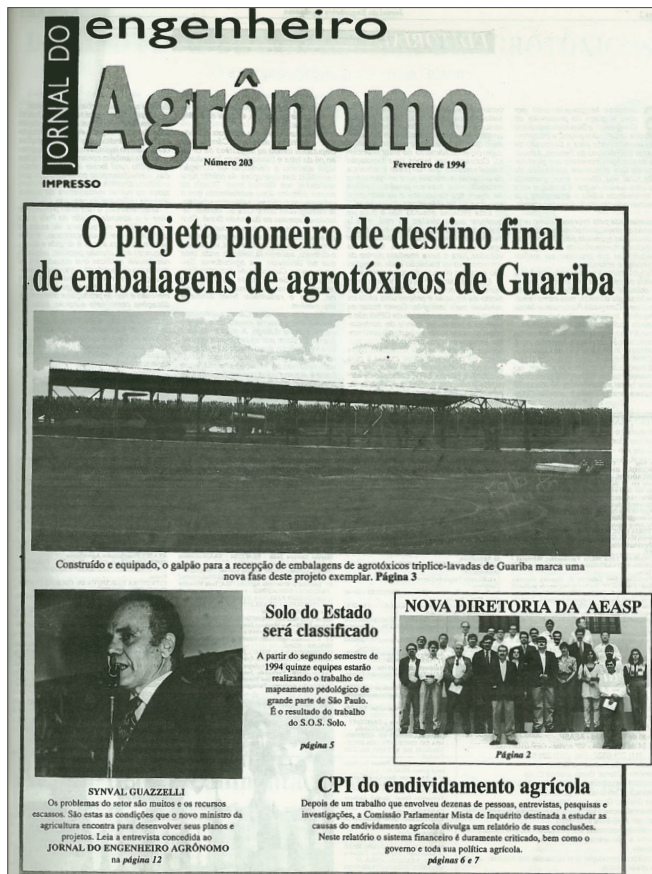 JORNAL DO
engenheiro
Agrônomo
Número 203
Fevereiro de 1994
IMPRESSO
O projeto pioneiro de destino final
de embalagens de agrotóxicos de Guariba
Construído e equipado, o galpão para a recepção de embalagens de agrotóxicos triplice-lavadas de Guariba marca uma
nova fase deste projeto exemplar. Página 3
SYNVAL GUAZZELLI
Os problemas do setor são muitos e os recursos
escassos. São estas as condições que o novo ministro da
agricultura encontra para desenvolver seus planos e
projetos. Leia a entrevista concedida ao
JORNAL DO ENGENHEIRO AGRÔNOMO
na página 12
Solo do Estado
será classificado
A partir do segundo semestre de
1994 quinze equipes estarão
realizando o trabalho de
mapeamento pedológico de
grande parte de São Paulo.
É o resultado do trabalho
do S.O.S. Solo.
página 5
NOVA DIRETORIA DA AEASP
Página 2
CPI do endividamento agrícola
Depois de um trabalho que envolveu dezenas de pessoas, entrevistas, pesquisas e
investigações, a Comissão Parlamentar Mista de Inquérito destinada a estudar as
causas do endividamento agrícola divulga um relatório de suas conclusões.
Neste relatório o sistema financeiro é duramente criticado, bem como o
governo e toda sua política agrícola.
páginas 6 e 7